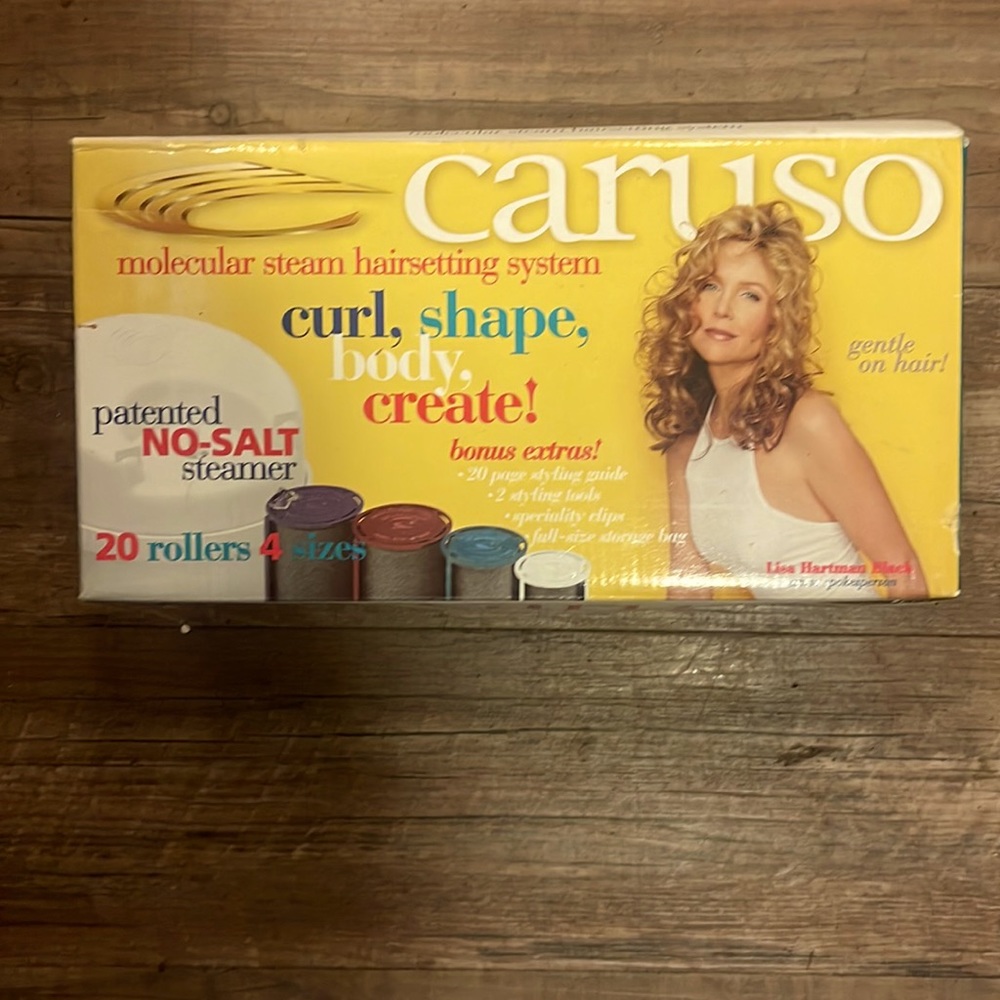 caruso
molecular steam hairsetting system
curl, shape,
body,
create!
gentle
on hair!
patented
NO-SALT
steamer
bonus extras!
• 20 page styling guide
• 2 styling tools
• speciality clips
• full-size storage bag
20 rollers 4 sizes
Lisa Hartman Black
spokesperson